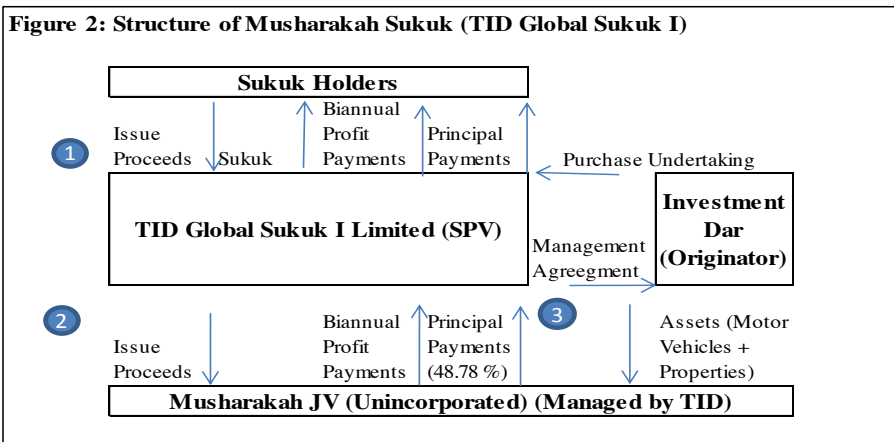 Figure 2: Structure of Musharakah Sukuk (TID Global Sukuk I)
Sukuk Holders
1
Issue
Proceeds
Sukuk
Biannual
Profit
Payments
Principal
Payments
Purchase Undertaking
TID Global Sukuk I Limited (SPV)
Investment
Dar
(Originator)
Management
Agreegment
2
Issue
Proceeds
Biannual
Profit
Payments
Principal
Payments
(48.78 %)
3
Assets (Motor
Vehicles +
Properties)
Musharakah JV (Unincorporated) (Managed by TID)